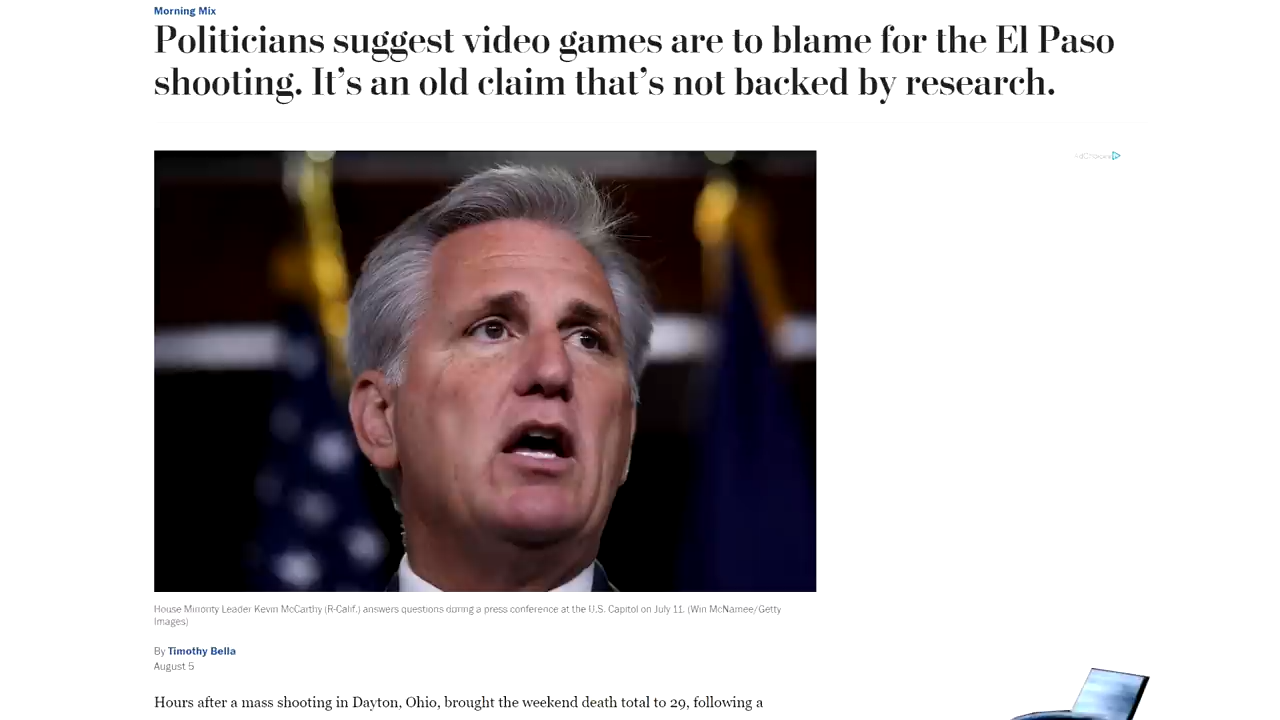 Morning Mix
Politicians suggest video games are to blame for the El Paso
shooting. It’s an old claim that’s not backed by research.
AdChoices
House Minority Leader Kevin McCarthy (R-Calif.) answers questions during a press conference at the U.S. Capitol on July 11. (Win McNamee/Getty
Images)
By Timothy Bella
August 5
Hours after a mass shooting in Dayton, Ohio, brought the weekend death total to 29, following a